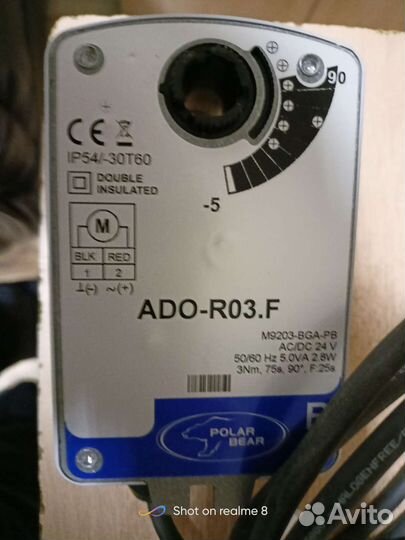 90
-5
CE
IP54/-30T60
DOUBLE
INSULATED
M
BLK RED
1 2
⊥(-) ~(+)
ADO-R03.F
M9203-BGA-PB
AC/DC 24 V
50/60 Hz 5.0VA 2.8W
3Nm, 75s, 90°, F:25s
POLAR
BEAR
Shot on realme 8
Avito